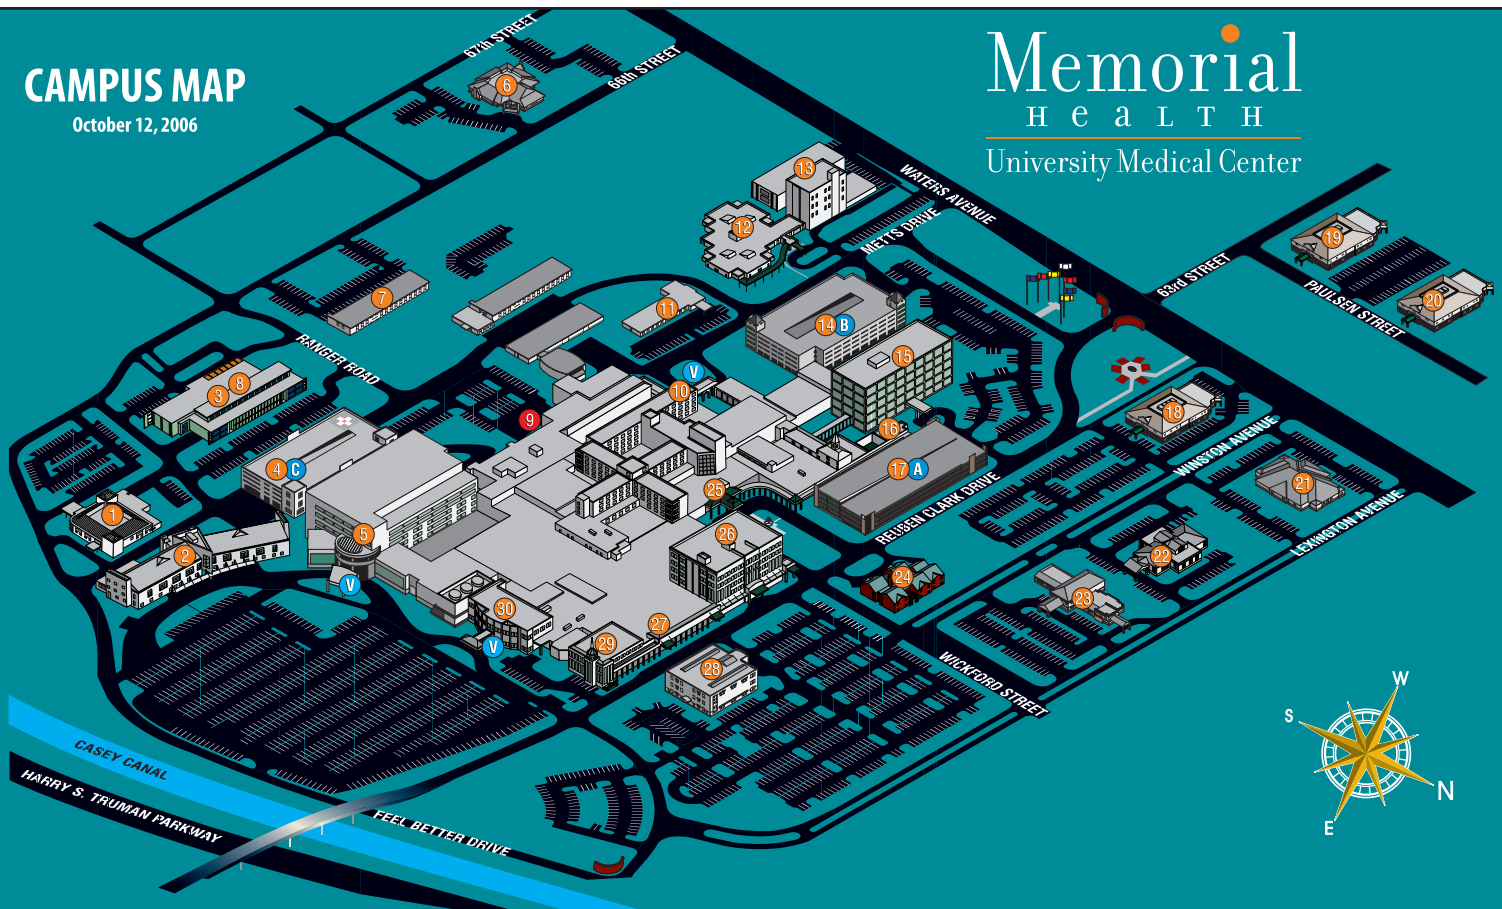 CAMPUS MAP
October 12, 2006
Memorial
HeaLTH
University Medical Center
67th STREET
66th STREET
6
13
WATERS AVENUE
12
METTS DRIVE
19
63rd STREET
20
PAULSEN STREET
7
11
14 B
RANGER ROAD
15
V
3
8
10
18
9
16
WINSTON AVENUE
4 C
17 A
21
25
REUBEN CLARK DRIVE
LEXINGTON AVENUE
1
5
26
2
22
24
V
23
30
27
29
V
28
WICKFORD STREET
W
S
N
E
CASEY CANAL
HARRY S. TRUMAN PARKWAY
FEEL BETTER DRIVE